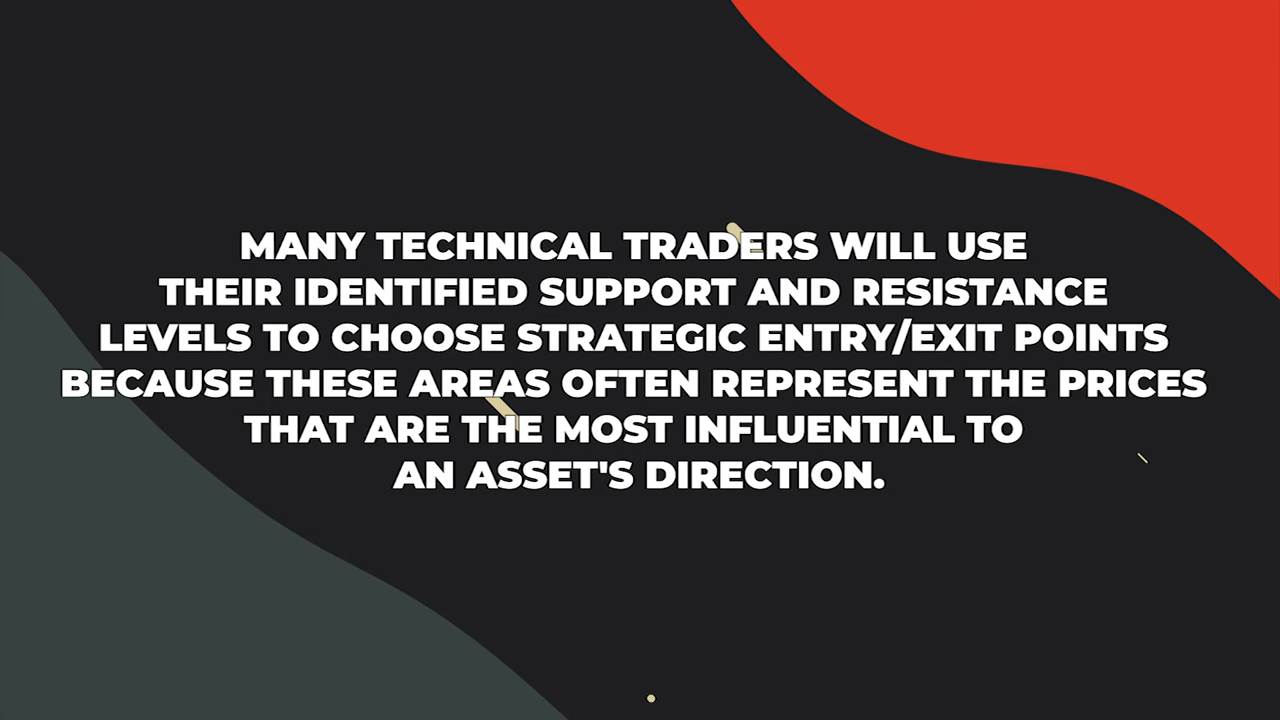 MANY TECHNICAL TRADERS WILL USE
THEIR IDENTIFIED SUPPORT AND RESISTANCE
LEVELS TO CHOOSE STRATEGIC ENTRY/EXIT POINTS
BECAUSE THESE AREAS OFTEN REPRESENT THE PRICES
THAT ARE THE MOST INFLUENTIAL TO
AN ASSET'S DIRECTION.